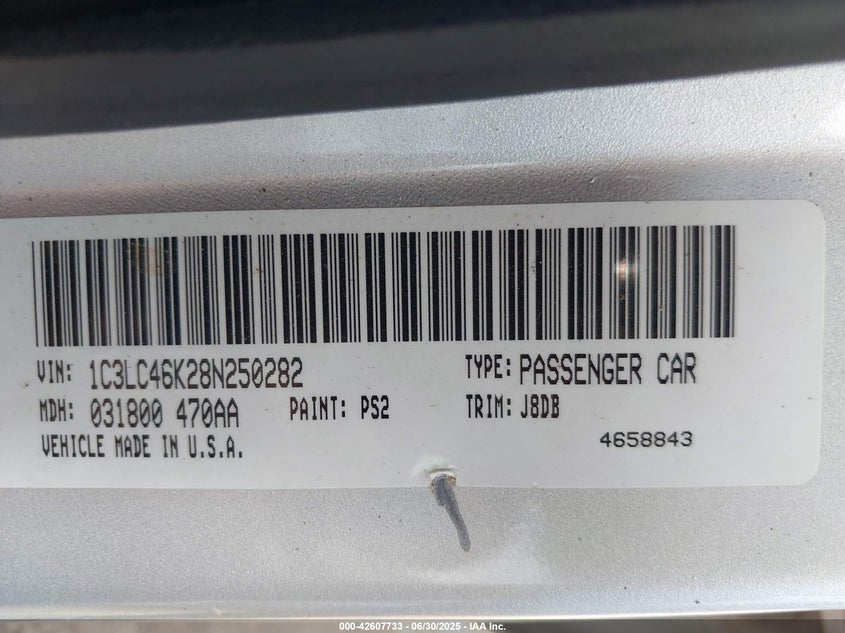 VIN: 1C3LC46K28N250282 TYPE: PASSENGER CAR
MDH: 031800 470AA PAINT: PS2 TRIM: J8DB
VEHICLE MADE IN U.S.A. 4658843
000-42607733 - 06/30/2025 - IAA Inc.